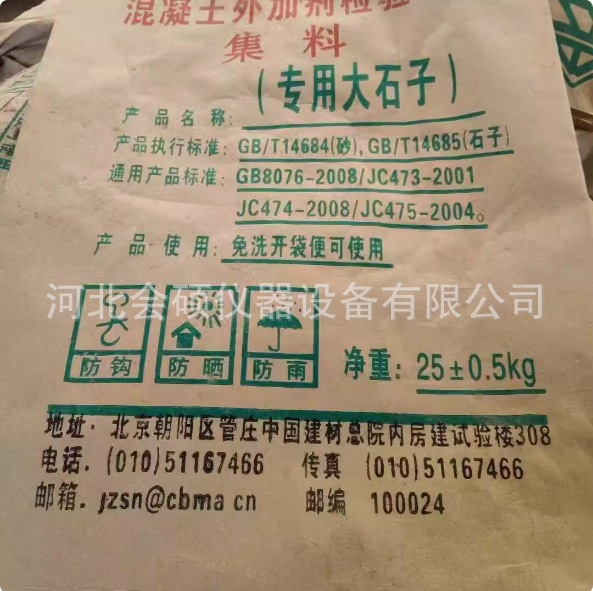 混凝土外加剂检验
集料
(专用大石子)
产品名称:
产品执行标准: GB/T14684(砂), GB/T14685(石子)
通用产品标准: GB8076-2008/JC473-2001
JC474-2008/JC475-2004。
产品使用: 免洗开袋便可使用
河北会硕仪器设备有限公司
防钩 防晒 防雨 净重: 25±0.5kg
地址· 北京朝阳区管庄中国建材总院内房建试验楼308
电话. (010)51167466 传真 (010)51167466
邮箱. jzsn@cbma cn 邮编 100024